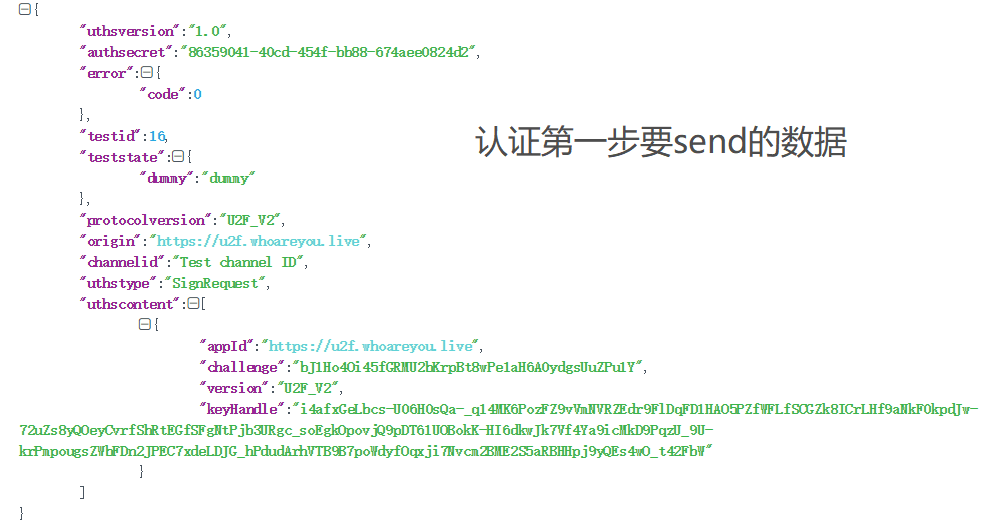 {
"uthsversion":"1.0",
"authsecret":"86359041-40cd-454f-bb88-674aee0824d2",
"error":{
"code":0
},
"testid":16,
认证第一步要send的数据
"teststate":{
"dummy":"dummy"
},
"protocolversion":"U2F_V2",
"origin":"https://u2f.whoareyou.live",
"channelid":"Test channel ID",
"uthstype":"SignRequest",
"uthscontent":[
{
"appId":"https://u2f.whoareyou.live",
"challenge":"bJ1Ho4Oi45fGRMU2bKrpBt8wPe1aH6A0ydgsUuZPu1Y",
"version":"U2F_V2",
"keyHandle":"i4afxGeLbcs-U06H0sQa-_q14MK6PozFZ9vVmNVRZEdr9FlDqFD1HAO5PZfWFLfSCGZk8ICrLHf9aNkF0kpdJw-
72uZs8yQOeyCvrfShRtEGfSFgNtPjb3URgc_soEgkOpovjQ9pDT61UOBokK-HI6dkwJk7Vf4Ya9icMkD9PqzU_9U-
krPmpougsZWbFDn2JPEC7xdeLDJG_hPdudArhVTB9B7poWdyfOqxji7Nvcm2BME2S5aRBHHpj9yQEs4wO_t42FbW"
}
]
}